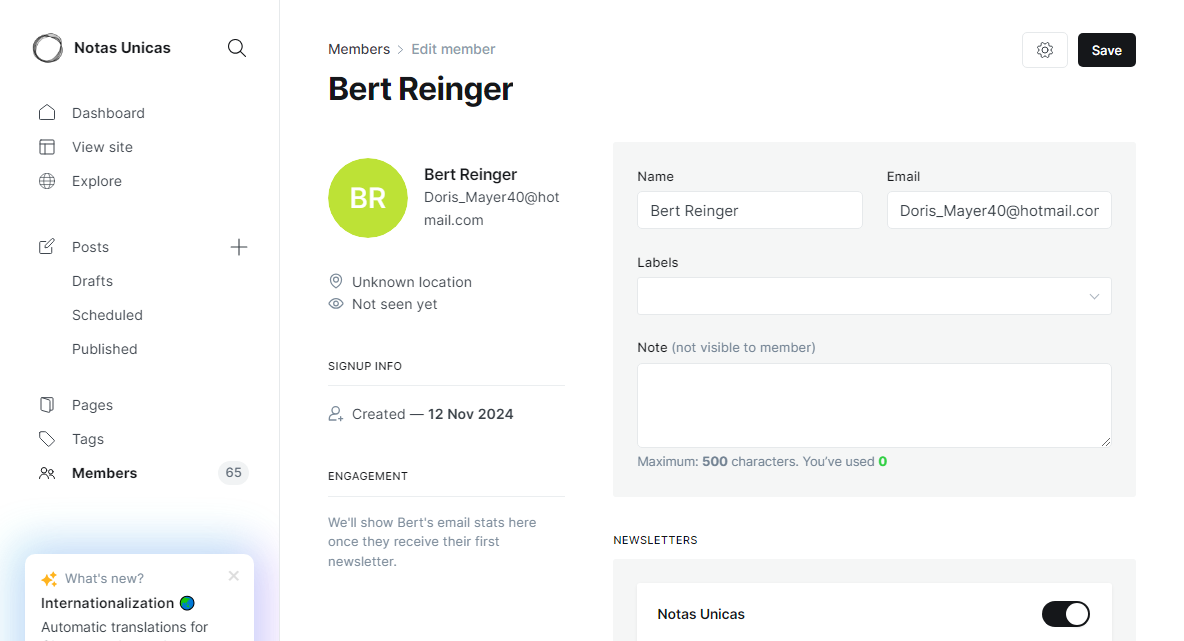 Notas Unicas
Dashboard
View site
Explore
Posts
Drafts
Scheduled
Published
Pages
Tags
Members 65
What's new?
Internationalization
Automatic translations for
Members > Edit member
Save
Bert Reinger
BR
Bert Reinger
Doris_Mayer40@hot
mail.com
Unknown location
Not seen yet
SIGNUP INFO
Created — 12 Nov 2024
ENGAGEMENT
We'll show Bert's email stats here
once they receive their first
newsletter.
Name
Bert Reinger
Email
Doris_Mayer40@hotmail.cor
Labels
Note (not visible to member)
Maximum: 500 characters. You've used 0
NEWSLETTERS
Notas Unicas